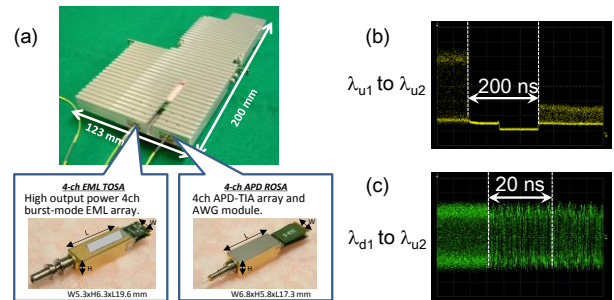 (a)
123 mm
200 mm
4-ch EML TOSA
High output power 4ch
burst-mode EML array.
L
W
H
W5.3xH6.3xL19.6 mm
4-ch APD ROSA
4ch APD-TIA array and
AWG module.
L
W
H
W6.8xH5.8xL17.3 mm
(b)
λu1 to λu2
200 ns
(c)
λd1 to λu2
20 ns